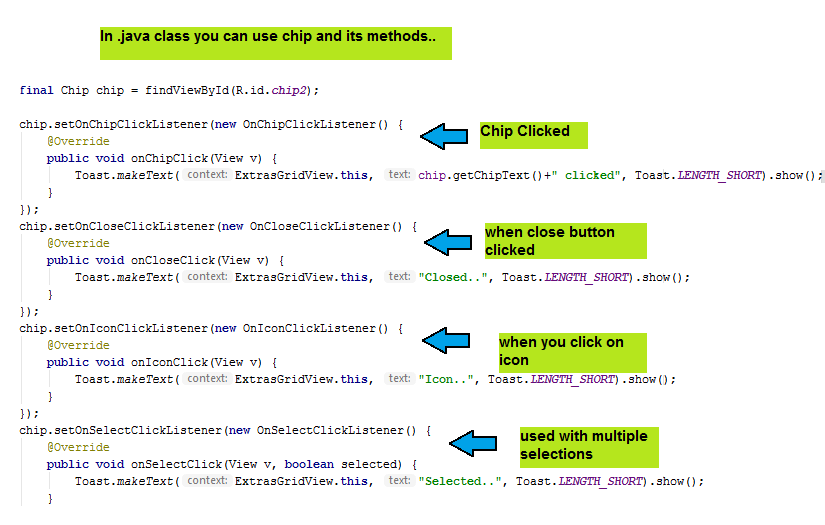 In .java class you can use chip and its methods..
final Chip chip = findViewById(R.id.chip2);
chip.setOnChipClickListener(new OnChipClickListener() {
Chip Clicked
@Override
public void onChipClick(View v) {
Toast.makeText( context: ExtrasGridView.this, text: chip.getChipText()+" clicked", Toast.LENGTH_SHORT).show();
}
});
chip.setOnCloseClickListener(new OnCloseClickListener() {
when close button
clicked
@Override
public void onCloseClick(View v) {
Toast.makeText( context: ExtrasGridView.this, text: "Closed..", Toast.LENGTH_SHORT).show();
}
});
chip.setOnIconClickListener(new OnIconClickListener() {
when you click on
icon
@Override
public void onIconClick(View v) {
Toast.makeText( context: ExtrasGridView.this, text: "Icon..", Toast.LENGTH_SHORT).show();
}
});
chip.setOnSelectClickListener(new OnSelectClickListener() {
used with multiple
selections
@Override
public void onSelectClick(View v, boolean selected) {
Toast.makeText( context: ExtrasGridView.this, text: "Selected..", Toast.LENGTH_SHORT).show();
}